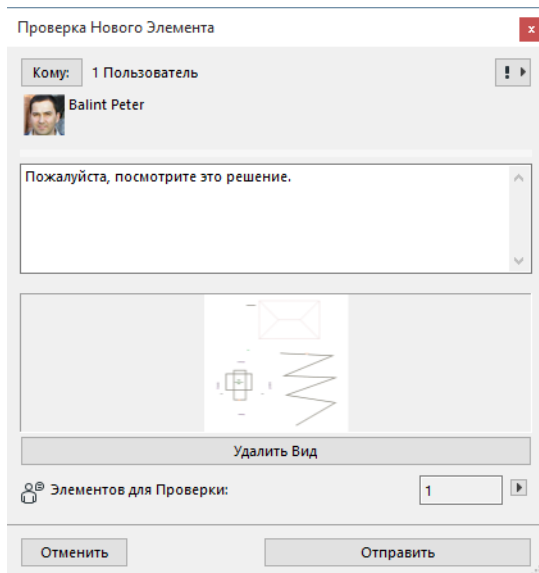 Проверка Нового Элемента
x
Кому: 1 Пользователь !
Balint Peter
Пожалуйста, посмотрите это решение.
Удалить Вид
Элементов для Проверки: 1
Отменить Отправить